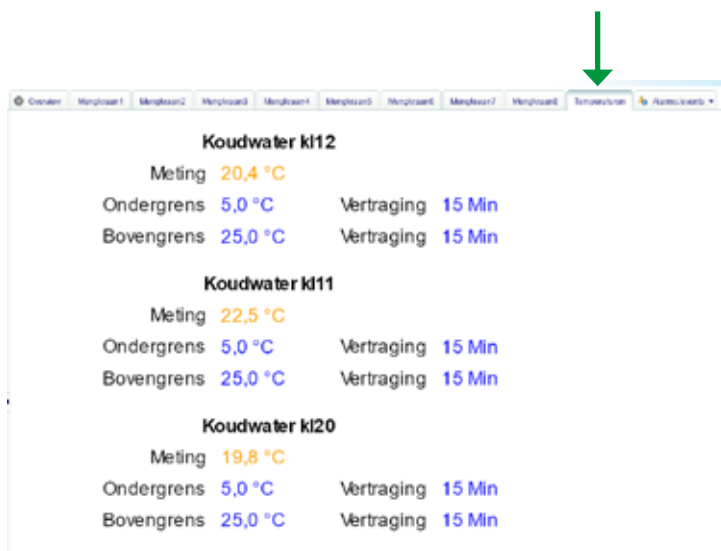 Overview Mengkraan1 Mengkraan2 Mengkraan3 Mengkraan4 Mengkraan5 Mengkraan6 Mengkraan7 Mengkraan8 Temperaturen Alarms/events
Koudwater kl12
Meting 20,4 °C
Ondergrens 5,0 °C Vertraging 15 Min
Bovengrens 25,0 °C Vertraging 15 Min
Koudwater kl11
Meting 22,5 °C
Ondergrens 5,0 °C Vertraging 15 Min
Bovengrens 25,0 °C Vertraging 15 Min
Koudwater kl20
Meting 19,8 °C
Ondergrens 5,0 °C Vertraging 15 Min
Bovengrens 25,0 °C Vertraging 15 Min